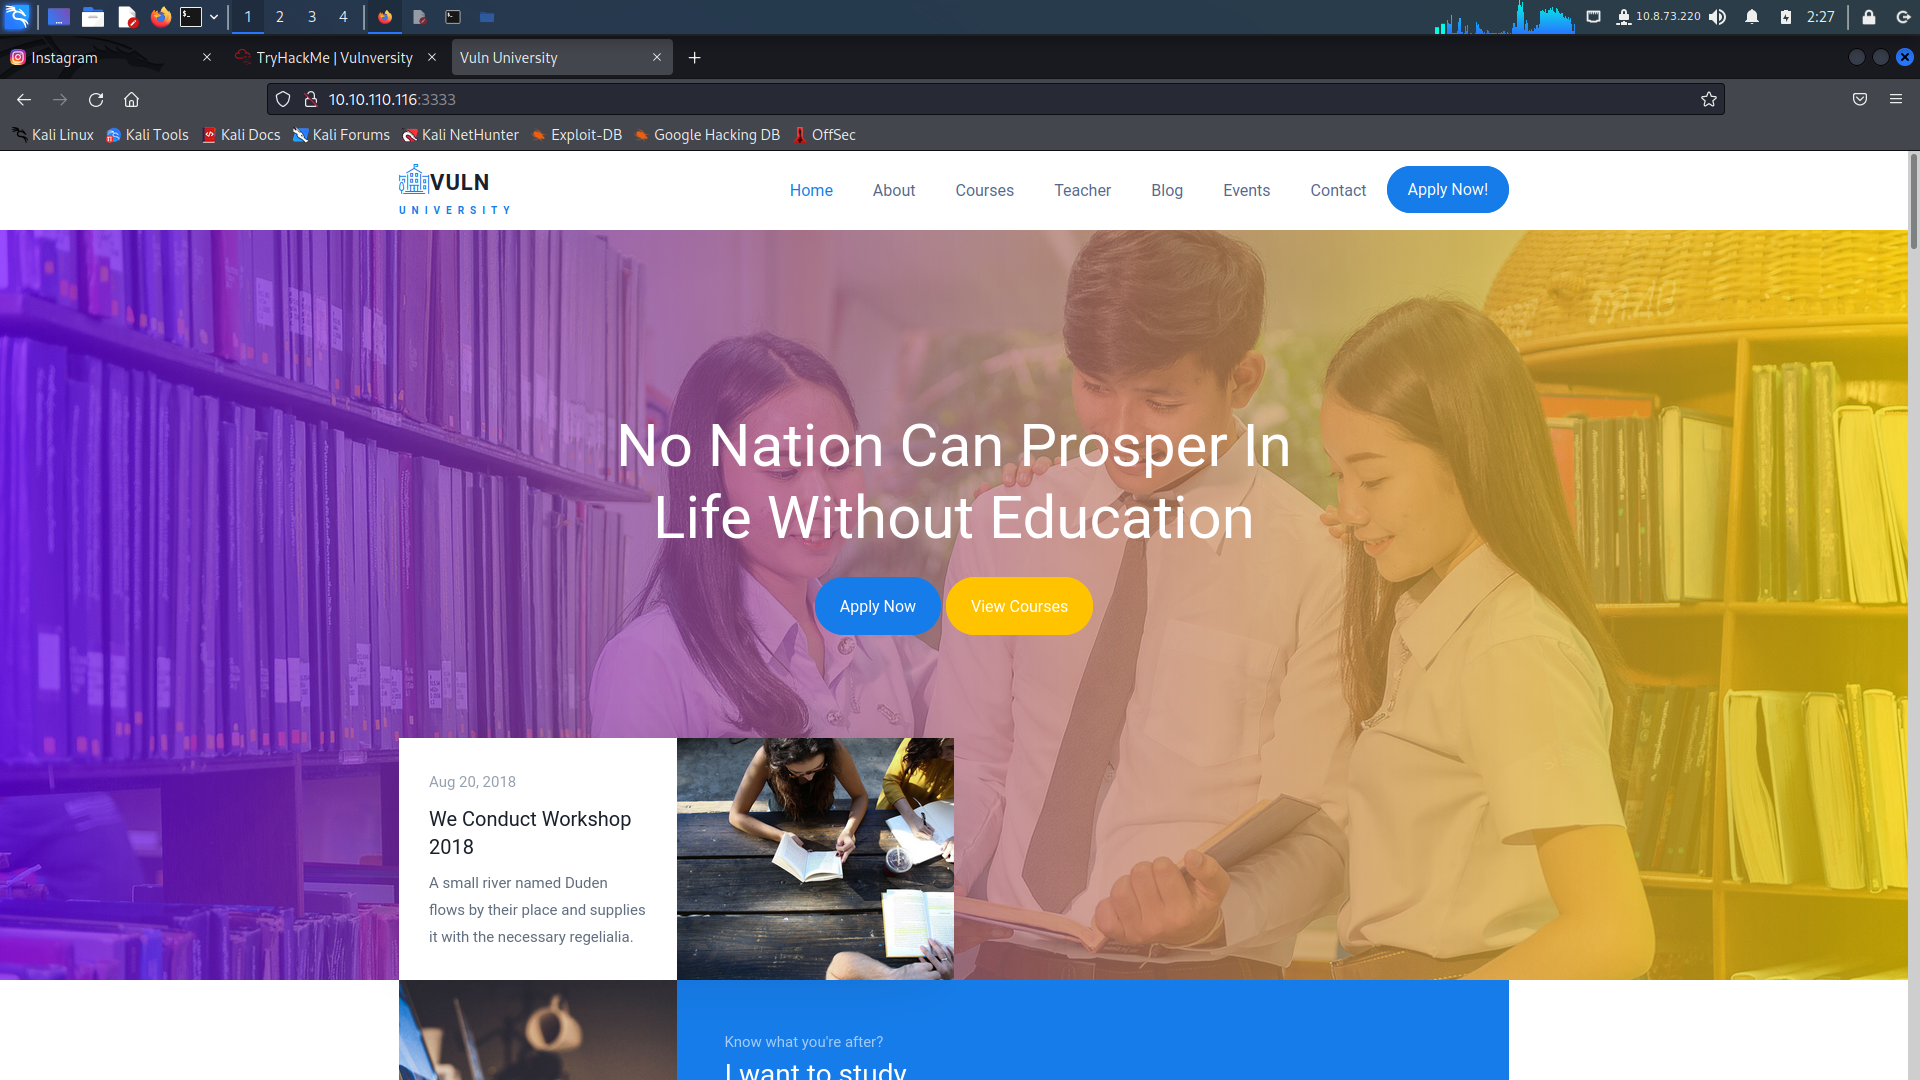 1 2 3 4 10.8.73.220 2:27
Instagram TryHackMe | Vulnversity Vuln University
10.10.110.116:3333
Kali Linux Kali Tools Kali Docs Kali Forums Kali NetHunter Exploit-DB Google Hacking DB OffSec
VULN
UNIVERSITY
Home About Courses Teacher Blog Events Contact Apply Now!
No Nation Can Prosper In
Life Without Education
Apply Now View Courses
Aug 20, 2018
We Conduct Workshop
2018
A small river named Duden
flows by their place and supplies
it with the necessary regelialia.
Know what you're after?
I want to study